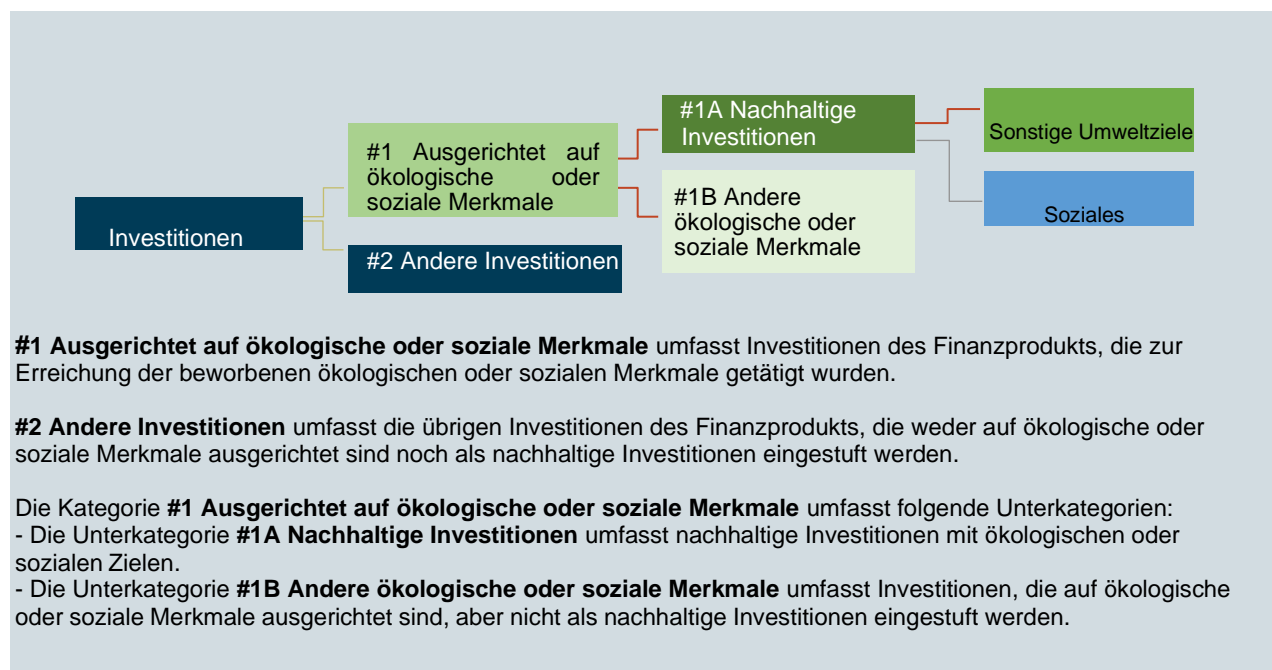 #1A Nachhaltige
Investitionen
Sonstige Umweltziele
#1 Ausgerichtet auf
ökologische oder
soziale Merkmale
#1B Andere
ökologische oder
soziale Merkmale
Soziales
Investitionen
#2 Andere Investitionen
#1 Ausgerichtet auf ökologische oder soziale Merkmale umfasst Investitionen des Finanzprodukts, die zur
Erreichung der beworbenen ökologischen oder sozialen Merkmale getätigt wurden.
#2 Andere Investitionen umfasst die übrigen Investitionen des Finanzprodukts, die weder auf ökologische oder
soziale Merkmale ausgerichtet sind noch als nachhaltige Investitionen eingestuft werden.
Die Kategorie #1 Ausgerichtet auf ökologische oder soziale Merkmale umfasst folgende Unterkategorien:
- Die Unterkategorie #1A Nachhaltige Investitionen umfasst nachhaltige Investitionen mit ökologischen oder
sozialen Zielen.
- Die Unterkategorie #1B Andere ökologische oder soziale Merkmale umfasst Investitionen, die auf ökologische
oder soziale Merkmale ausgerichtet sind, aber nicht als nachhaltige Investitionen eingestuft werden.